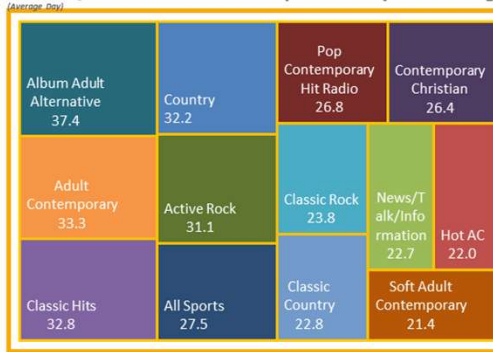 (Average Day)
Album Adult
Alternative
37.4
Country
32.2
Pop
Contemporary
Hit Radio
26.8
Contemporary
Christian
26.4
Adult
Contemporary
33.3
Active Rock
31.1
Classic Rock
23.8
News/T
alk/Info
rmation
22.7
Hot AC
22.0
Classic Hits
32.8
All Sports
27.5
Classic
Country
22.8
Soft Adult
Contemporary
21.4